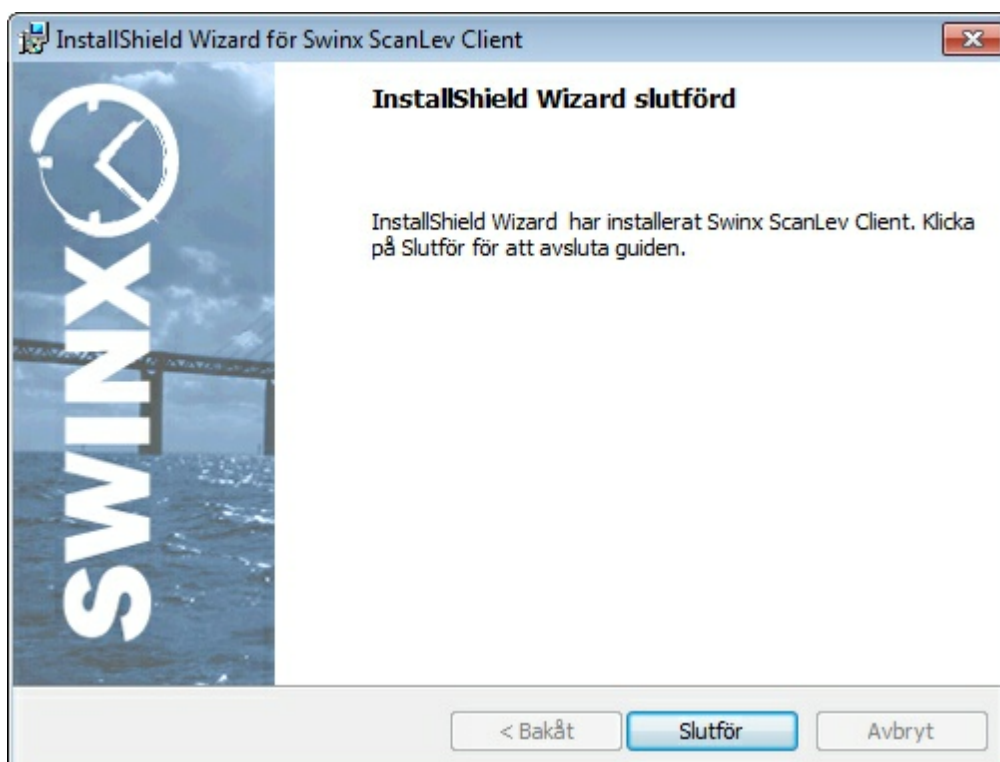 InstallShield Wizard för Swinx ScanLev Client
SWINX
InstallShield Wizard slutförd
InstallShield Wizard har installerat Swinx ScanLev Client. Klicka
på Slutför för att avsluta guiden.
< Bakåt
Slutför
Avbryt